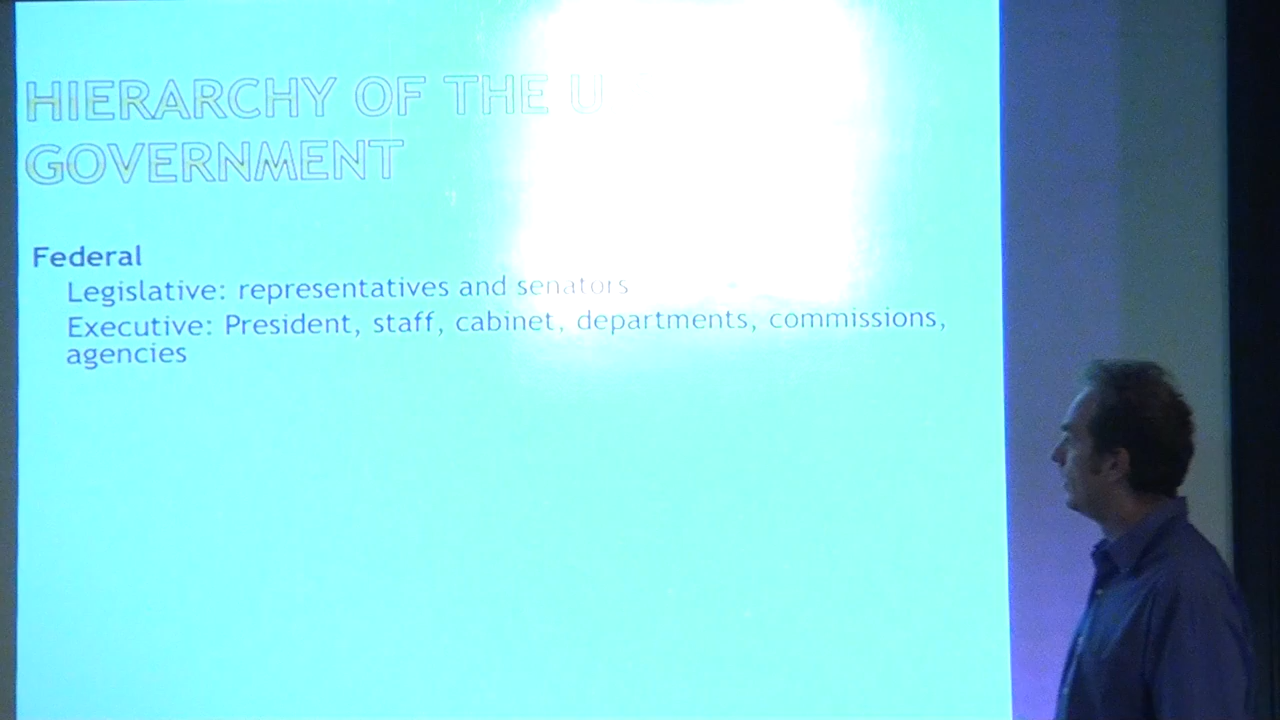 HIERARCHY OF THE U
GOVERNMENT
Federal
Legislative: representatives and senators
Executive: President, staff, cabinet, departments, commissions,
agencies